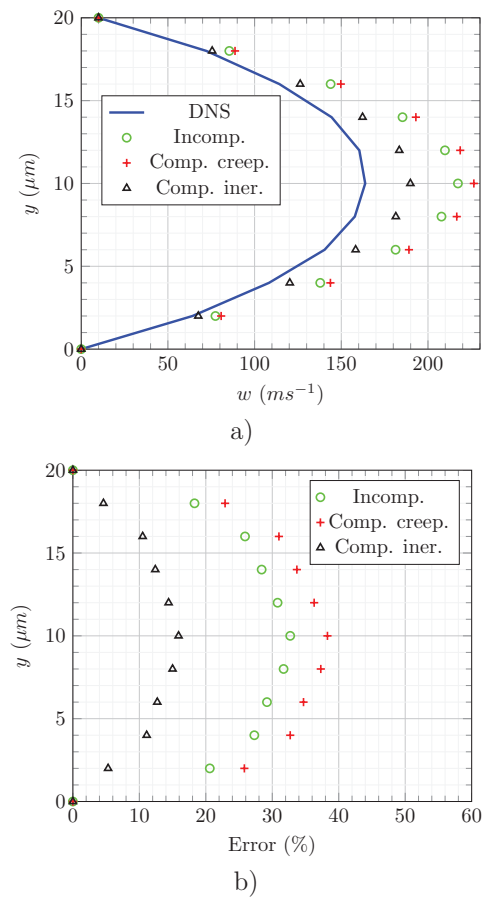 20
15
10
5
0
y (μm)
0 50 100 150 200
w (ms⁻¹)
DNS
Incomp.
Comp. creep.
Comp. iner.
a)
20
15
10
5
0
y (μm)
0 10 20 30 40 50 60
Error (%)
Incomp.
Comp. creep.
Comp. iner.
b)